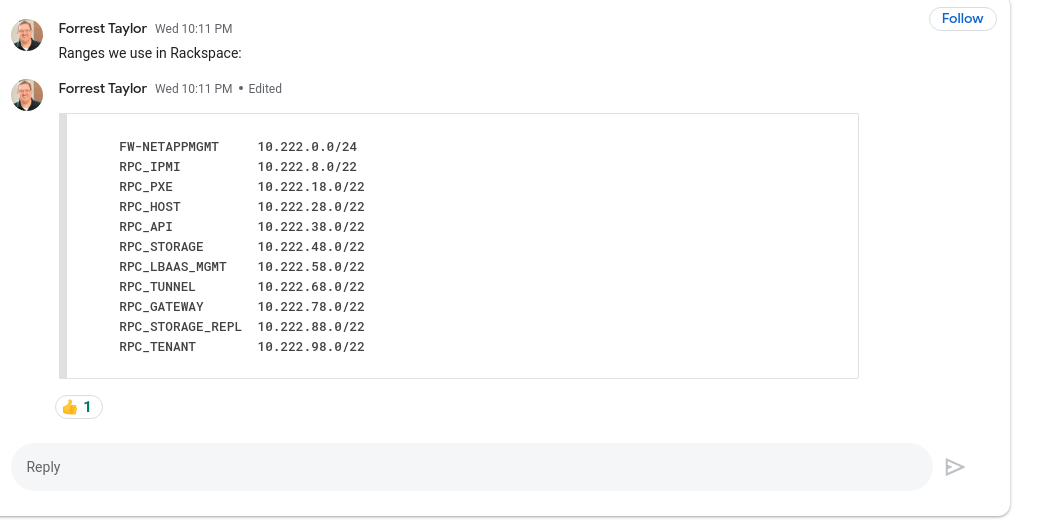 Forrest Taylor Wed 10:11 PM
Follow
Ranges we use in Rackspace:
Forrest Taylor Wed 10:11 PM • Edited
FW-NETAPPMGMT 10.222.0.0/24
RPC_IPMI 10.222.8.0/22
RPC_PXE 10.222.18.0/22
RPC_HOST 10.222.28.0/22
RPC_API 10.222.38.0/22
RPC_STORAGE 10.222.48.0/22
RPC_LBAAS_MGMT 10.222.58.0/22
RPC_TUNNEL 10.222.68.0/22
RPC_GATEWAY 10.222.78.0/22
RPC_STORAGE_REPL 10.222.88.0/22
RPC_TENANT 10.222.98.0/22
👍 1
Reply